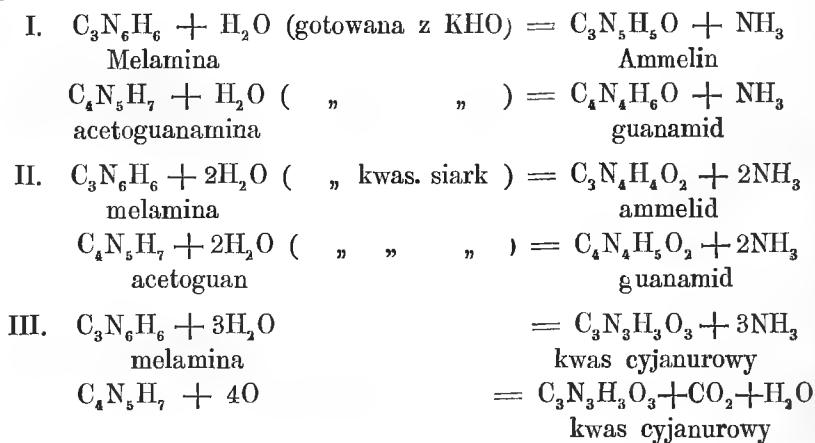 I. C₃N₆H₆ + H₂O (gotowana z KHO) = C₃N₅H₅O + NH₃
Melamina Ammelin
C₄N₅H₇ + H₂O ( „ „ ) = C₄N₄H₆O + NH₃
acetoguanamina guanamid
II. C₃N₆H₆ + 2H₂O ( „ kwas. siark ) = C₃N₄H₄O₂ + 2NH₃
melamina ammelid
C₄N₅H₇ + 2H₂O ( „ „ „ ) = C₄N₄H₅O₂ + 2NH₃
acetoguan guanamid
III. C₃N₆H₆ + 3H₂O = C₃N₃H₃O₃ + 3NH₃
melamina kwas cyjanurowy
C₄N₅H₇ + 4O = C₃N₃H₃O₃+CO₂+H₂O
kwas cyjanurowy